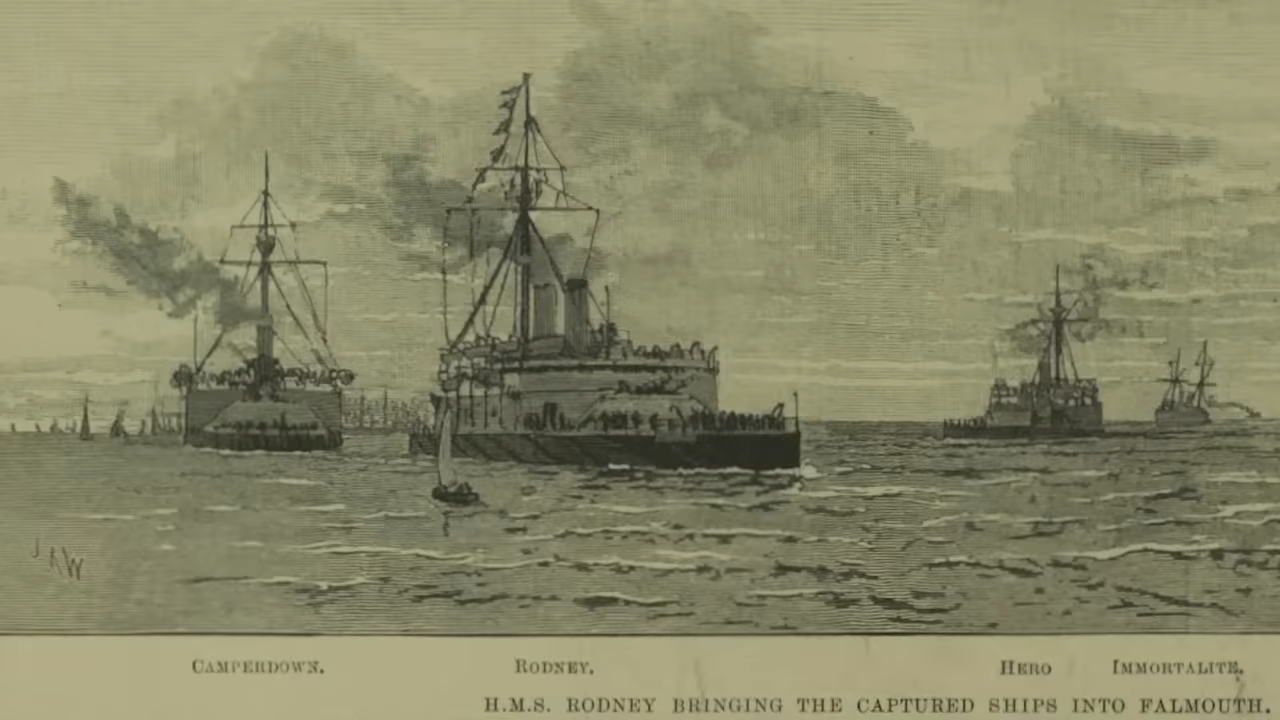 J A W
CAMPERDOWN. RODNEY. HERO IMMORTALITE.
H.M.S. RODNEY BRINGING THE CAPTURED SHIPS INTO FALMOUTH.